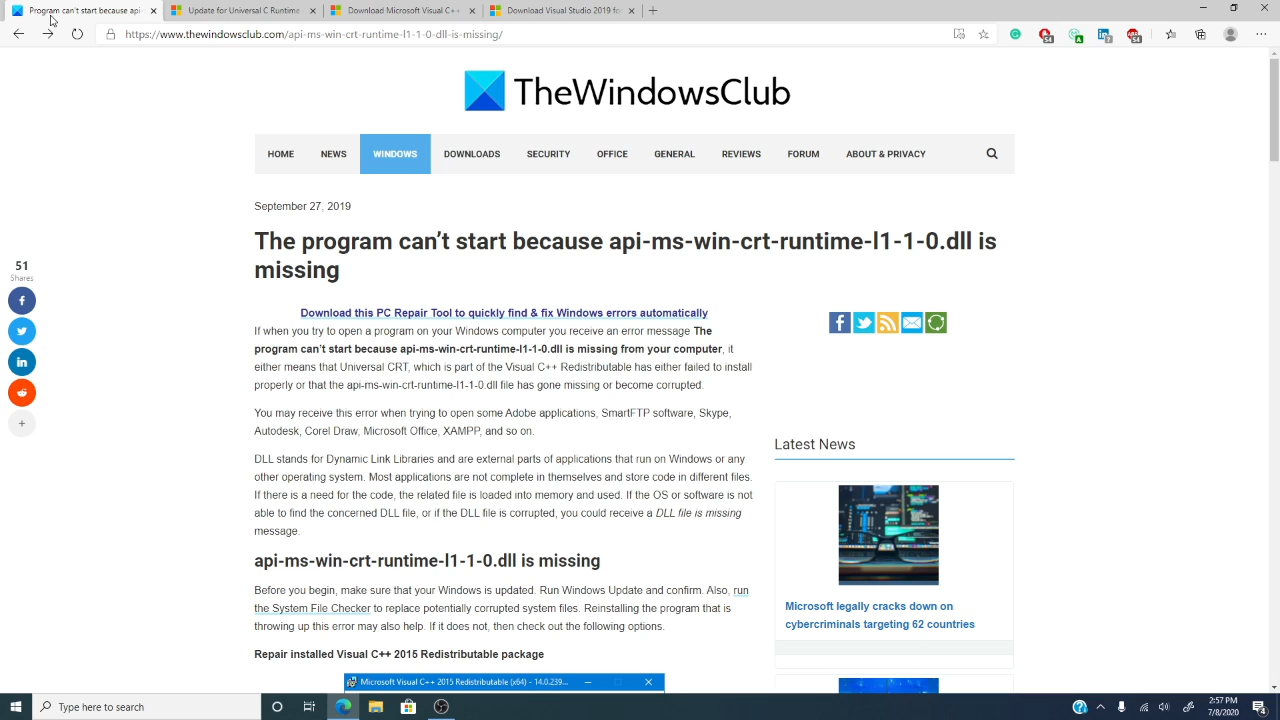 Program can't start because api-
Update for Universal C Runtime
Download Microsoft Visual C++
Download Visual Studio 2019 fo
https://www.thewindowsclub.com/api-ms-win-crt-runtime-l1-1-0-dll-is-missing/
TheWindowsClub
HOME NEWS WINDOWS DOWNLOADS SECURITY OFFICE GENERAL REVIEWS FORUM ABOUT & PRIVACY
September 27, 2019
The program can't start because api-ms-win-crt-runtime-l1-1-0.dll is
missing
51
Shares
Download this PC Repair Tool to quickly find & fix Windows errors automatically
If when you try to open a program on your Windows computer you receive an error message The
program can't start because api-ms-win-crt-runtime-l1-1-0.dll is missing from your computer, it
either means that Universal CRT, which is part of the Visual C++ Redistributable has either failed to install
properly or that the api-ms-win-crt-runtime-l1-1-0.dll file has gone missing or become corrupted.
You may receive this error when trying to open some Adobe applications, SmartFTP software, Skype,
Autodesk, Corel Draw, Microsoft Office, XAMPP, and so on.
DLL stands for Dynamic Link Libraries and are external parts of applications that run on Windows or any
other operating system. Most applications are not complete in themselves and store code in different files.
If there is a need for the code, the related file is loaded into memory and used. If the OS or software is not
able to find the concerned DLL file, or if the DLL file is corrupted, you could receive a DLL file is missing
message.
api-ms-win-crt-runtime-l1-1-0.dll is missing
Before you begin, make sure that your Windows is updated. Run Windows Update and confirm. Also, run
the System File Checker to replace potentially corrupted system files. Reinstalling the program that is
throwing up this error may also help. If it does not, then check out the following options.
Repair installed Visual C++ 2015 Redistributable package
Microsoft Visual C++ 2015 Redistributable (x64) - 14.0.239...
Latest News
Microsoft legally cracks down on
cybercriminals targeting 62 countries
Type here to search
2:57 PM
7/8/2020